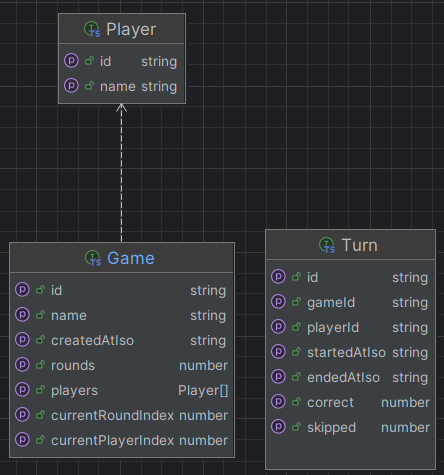 Player
id string
name string
Game
id string
name string
createdAtIso string
rounds number
players Player[]
currentRoundIndex number
currentPlayerIndex number
Turn
id string
gameId string
playerId string
startedAtIso string
endedAtIso string
correct number
skipped number